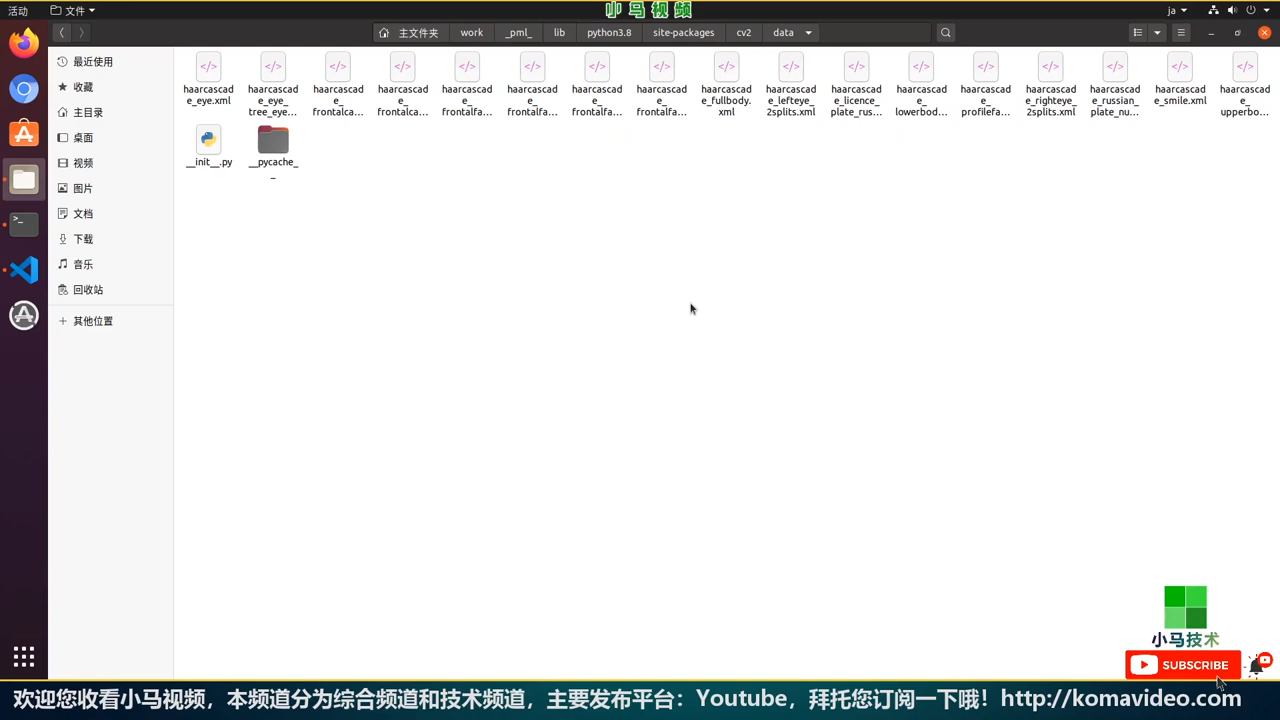 活动
文件
小马视频
ja
主文件夹
work
_pml_
lib
python3.8
site-packages
cv2
data
最近使用
收藏
主目录
桌面
视频
图片
文档
下载
音乐
回收站
其他位置
haarcascade_eye.xml
haarcascade_eye_tree_eye...
haarcascade_frontalca...
haarcascade_frontalca...
haarcascade_frontalfa...
haarcascade_frontalfa...
haarcascade_frontalfa...
haarcascade_frontalfa...
haarcascade_fullbody.xml
haarcascade_lefteye_2splits.xml
haarcascade_licence_plate_rus...
haarcascade_lowerbod...
haarcascade_profilefa...
haarcascade_righteye_2splits.xml
haarcascade_russian_plate_nu...
haarcascade_smile.xml
haarcascade_upperbo...
__init__.py
__pycache__
小马技术
SUBSCRIBE
欢迎您收看小马视频，本频道分为综合频道和技术频道，主要发布平台：Youtube，拜托您订阅一下哦！http://komavideo.com